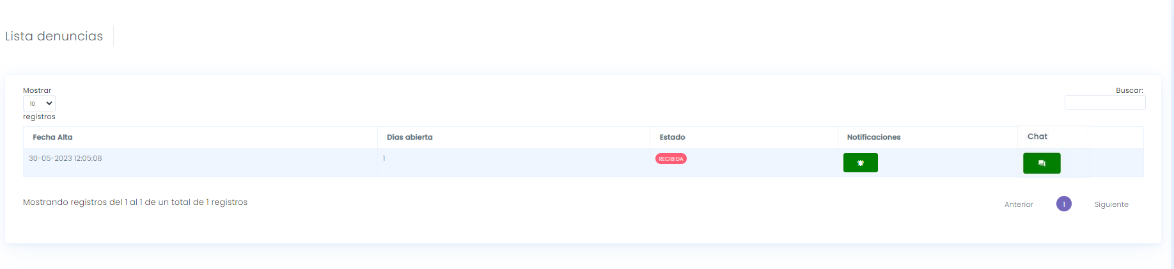 Lista denuncias
Mostrar
10
registros
Buscar:
Fecha Alta Días abierta Estado Notificaciones Chat
30-05-2023 12:05:08 1 RECIBIDA
Mostrando registros del 1 al 1 de un total de 1 registros
Anterior 1 Siguiente